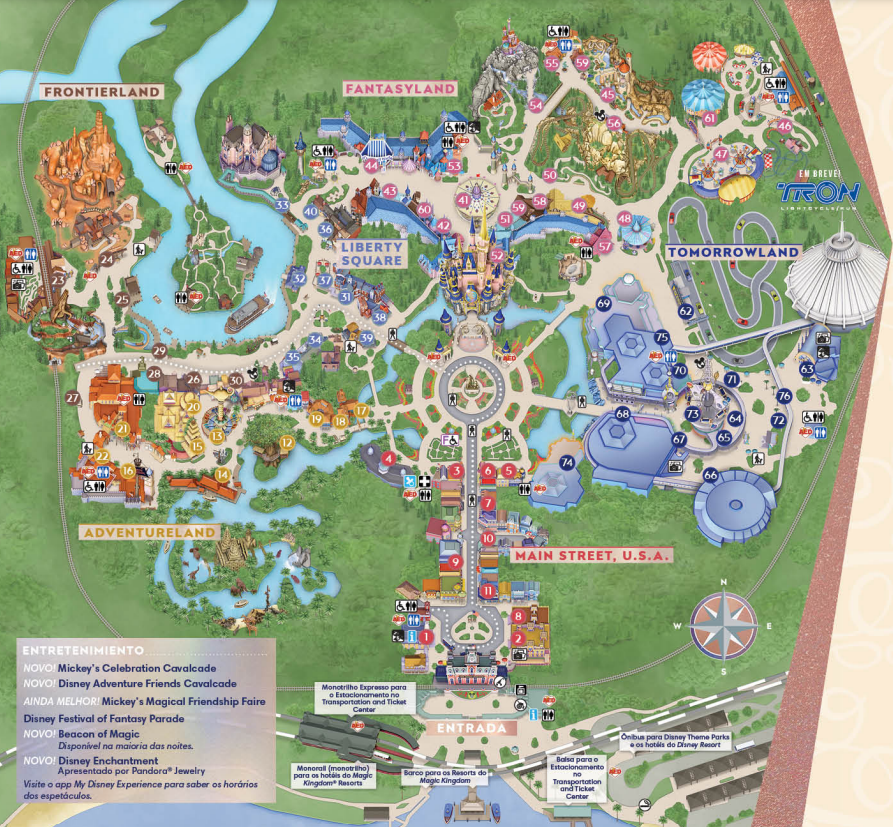 FRONTIERLAND
FANTASYLAND
LIBERTY
SQUARE
EM BREVE!
TRON
LIGHTCYCLE/RUN
TOMORROWLAND
ADVENTURELAND
MAIN STREET, U.S.A.
ENTRADA
N
W
E
S
55
59
54
45
56
61
46
47
44
53
50
43
41
33
40
60
58
49
36
42
51
59
48
57
52
23
24
25
32
37
31
38
39
34
35
69
62
75
70
71
63
76
73
64
72
68
67
65
66
74
29
28
26
30
27
20
21
13
15
19
18
17
12
22
16
14
4
3
6
5
7
10
9
11
8
1
2
AED
ENTRETENIMIENTO
NOVO! Mickey's Celebration Cavalcade
NOVO! Disney Adventure Friends Cavalcade
AINDA MELHOR! Mickey's Magical Friendship Faire
Disney Festival of Fantasy Parade
NOVO! Beacon of Magic
Disponível na maioria das noites.
NOVO! Disney Enchantment
Apresentado por Pandora® Jewelry
Visite o app My Disney Experience para saber os horários
dos espetáculos.
Monotrilho Expresso para
o Estacionamento no
Transportation and Ticket
Center
Monorail (monotrilho)
para os hotéis do Magic
Kingdom® Resorts
Barco para os Resorts do
Magic Kingdom
Balsa para o
Estacionamento
no
Transportation
and Ticket
Center
Ônibus para Disney Theme Parks
e os hotéis do Disney Resort